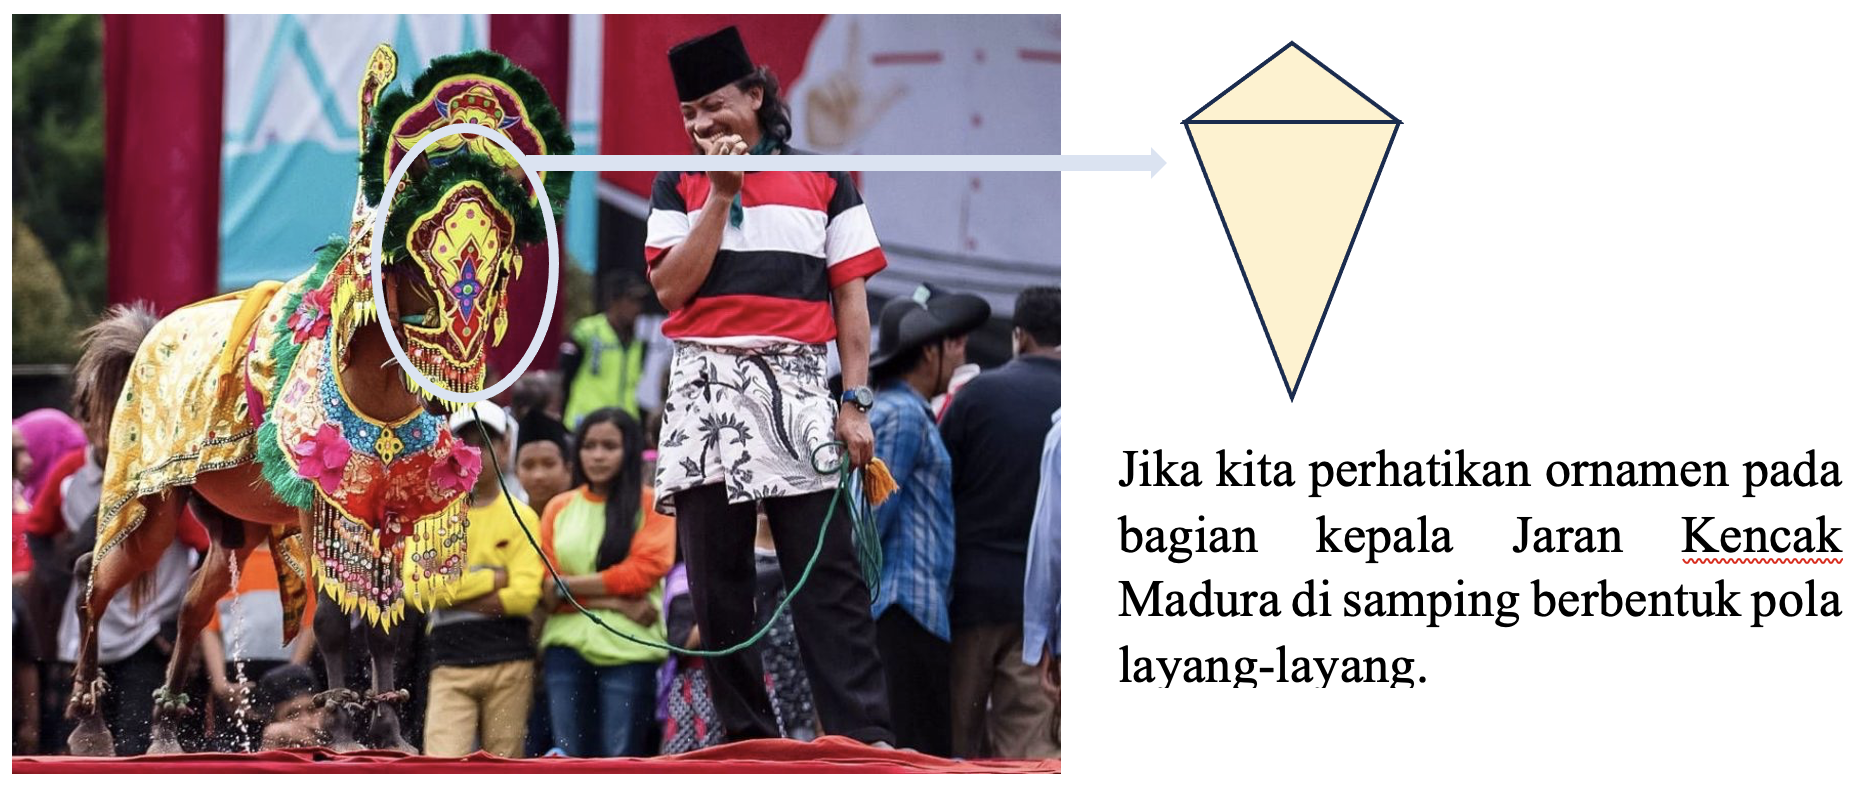 Jika kita perhatikan ornamen pada
bagian kepala Jaran Kencak
Madura di samping berbentuk pola
layang-layang.